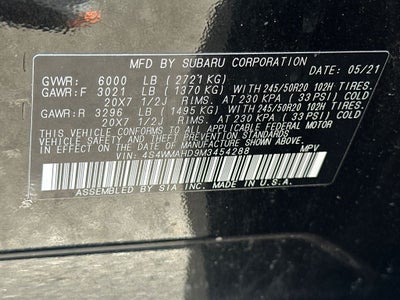 MFD BY SUBARU CORPORATION DATE: 05/21
GVWR: 6000 LB (2721 KG)
GAWR:F 3021 LB (1370 KG) WITH 245/50R20 102H TIRES,
20X7 1/2J RIMS, AT 230 KPA (33 PSI) COLD
GAWR:R 3296 LB (1495 KG) WITH 245/50R20 102H TIRES,
20X7 1/2J RIMS, AT 230 KPA (33 PSI) COLD
THIS VEHICLE CONFORMS TO ALL APPLICABLE FEDERAL MOTOR
VEHICLE SAFETY AND BUMPER STANDARDS IN
EFFECT ON THE DATE OF MANUFACTURE SHOWN ABOVE.
VIN: 4S4WMAHD9M3454288 MPV
ASSEMBLED BY SIA INC. MADE IN USA